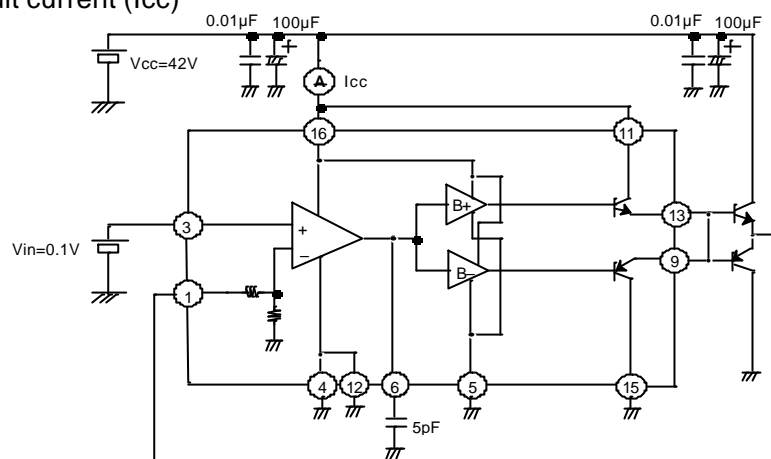 it current (Icc)
0.01µF 100µF 0.01µF 100µF
+ +
Vcc=42V
A Icc
16 11
B+
3 + 13
Vin=0.1V − B− 9
1
4 12 6 5 15
5pF